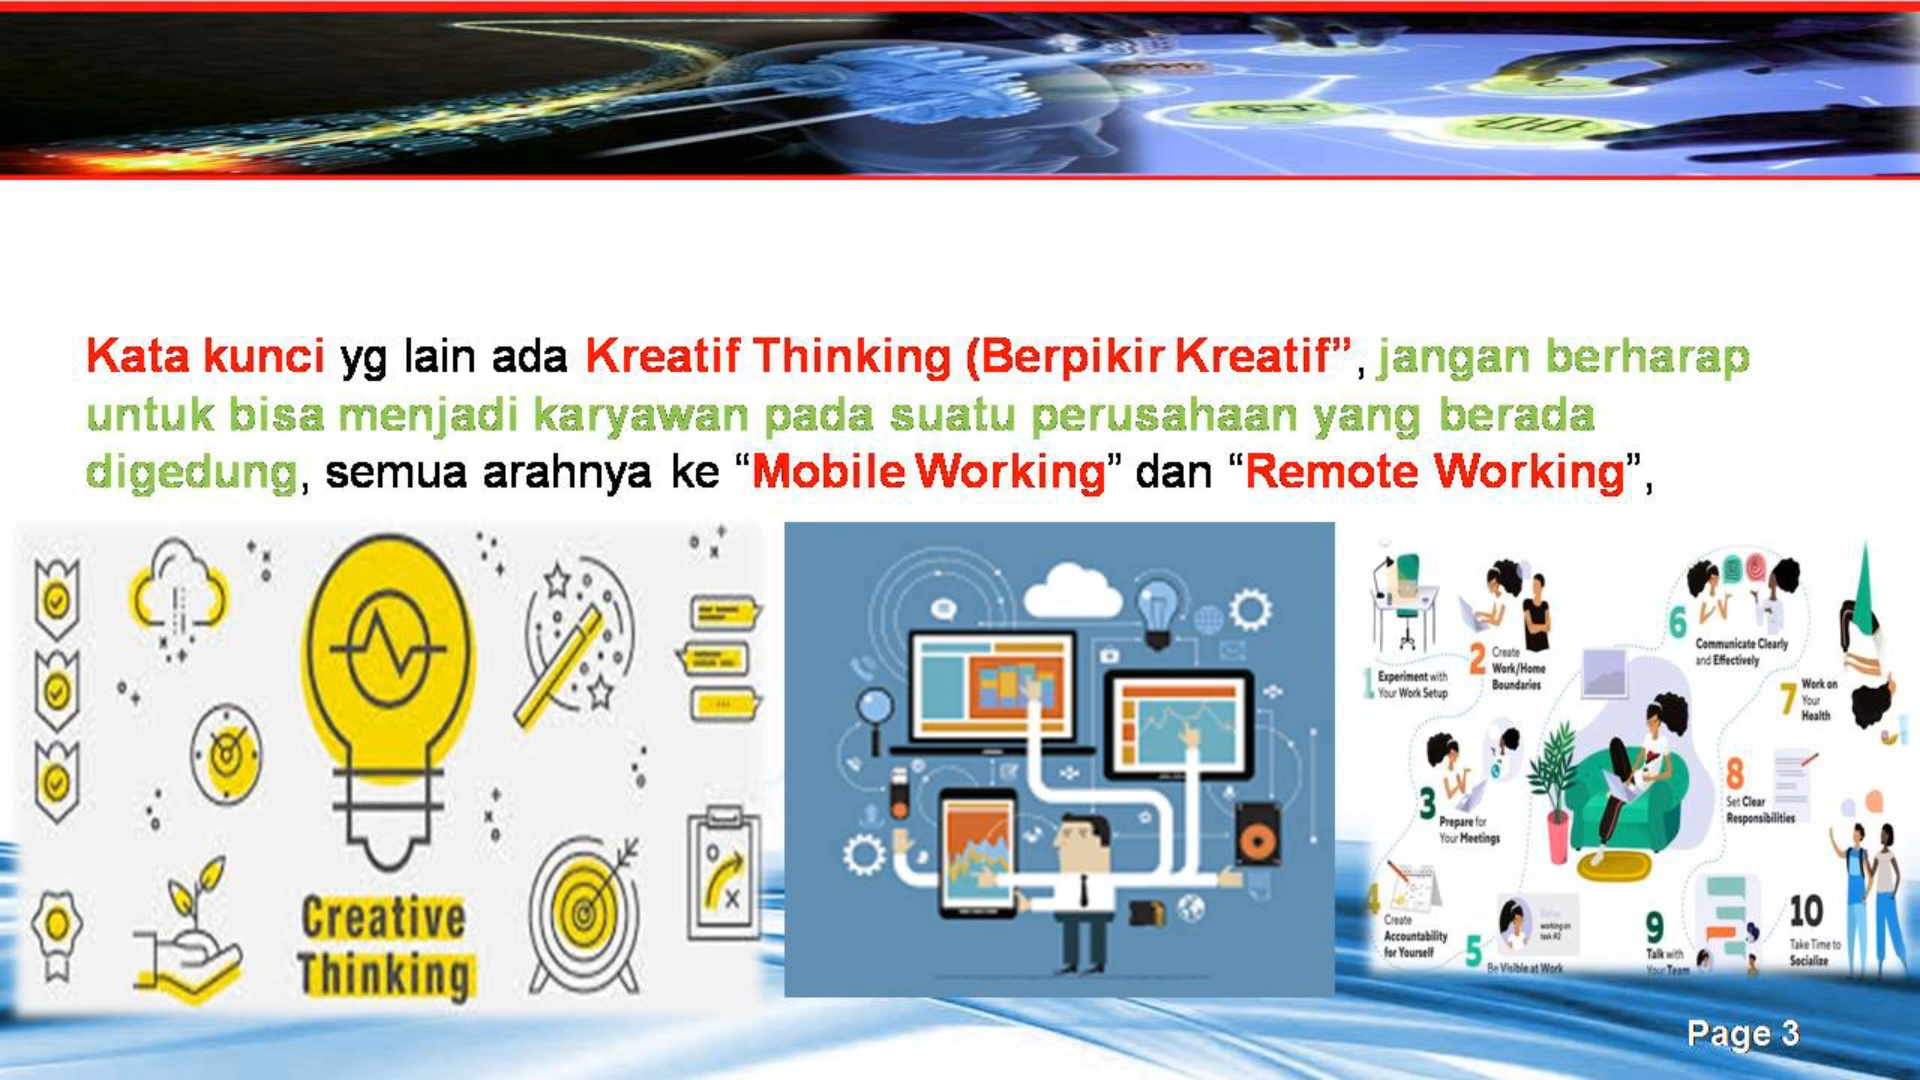 Kata kunci yg lain ada Kreatif Thinking (Berpikir Kreatif”, jangan berharap
untuk bisa menjadi karyawan pada suatu perusahaan yang berada
digedung, semua arahnya ke “Mobile Working” dan “Remote Working”,
Creative
Thinking
1
Experiment with
Your Work Setup
2
Create
Work/Home
Boundaries
3
Prepare for
Your Meetings
4
Create
Accountability
for Yourself
5
Be Visible at Work
working on
task #2
6
Communicate Clearly
and Effectively
7
Work on
Your
Health
8
Set Clear
Responsibilities
9
Talk with
Your Team
10
Take Time to
Socialize
Page 3